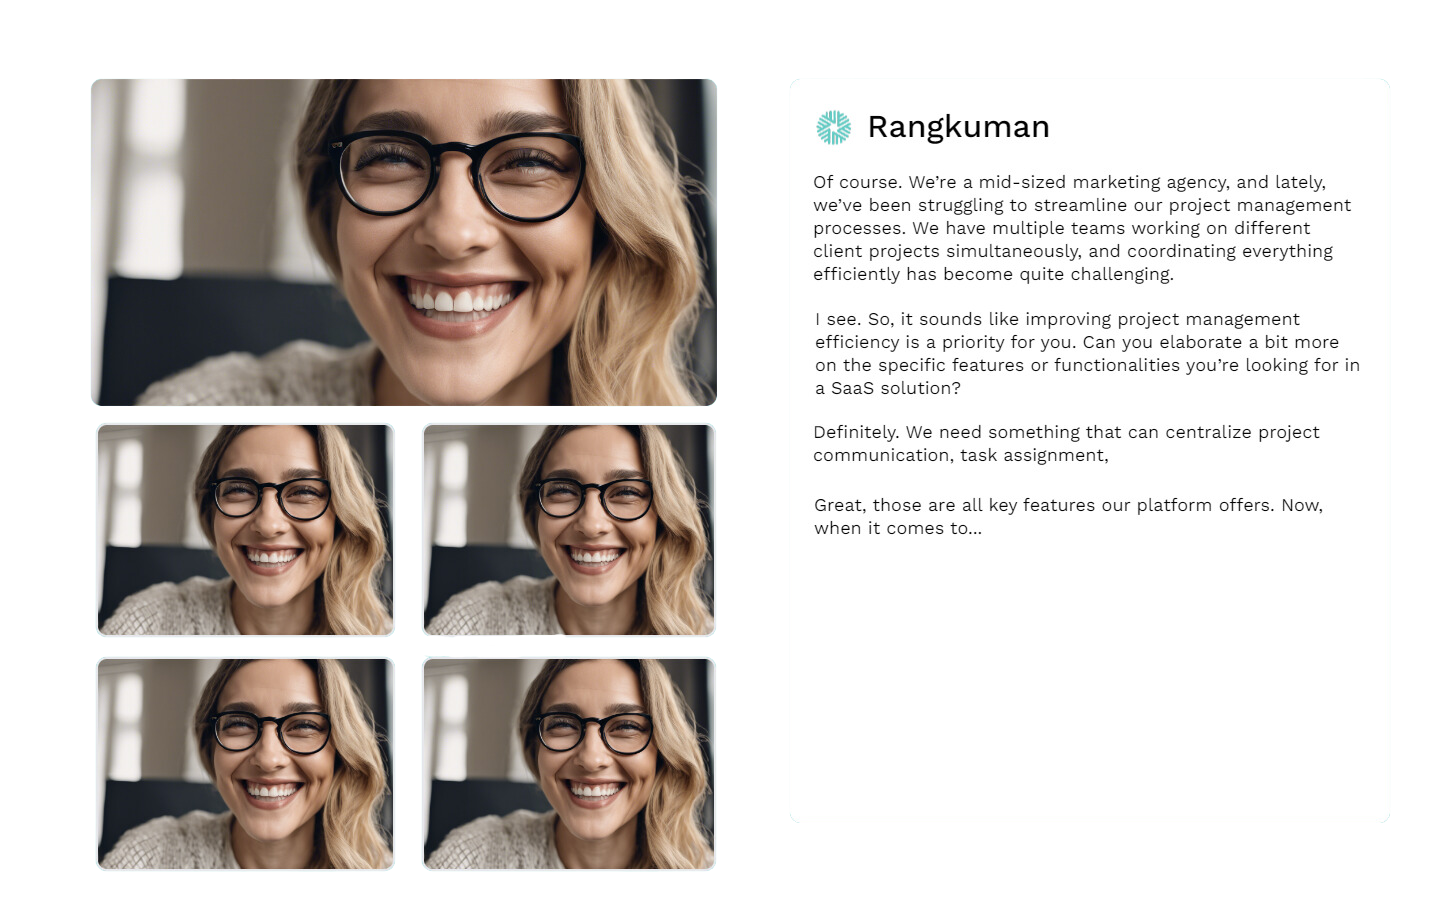 Rangkuman
Of course. We’re a mid-sized marketing agency, and lately,
we’ve been struggling to streamline our project management
processes. We have multiple teams working on different
client projects simultaneously, and coordinating everything
efficiently has become quite challenging.
I see. So, it sounds like improving project management
efficiency is a priority for you. Can you elaborate a bit more
on the specific features or functionalities you’re looking for in
a SaaS solution?
Definitely. We need something that can centralize project
communication, task assignment,
Great, those are all key features our platform offers. Now,
when it comes to...